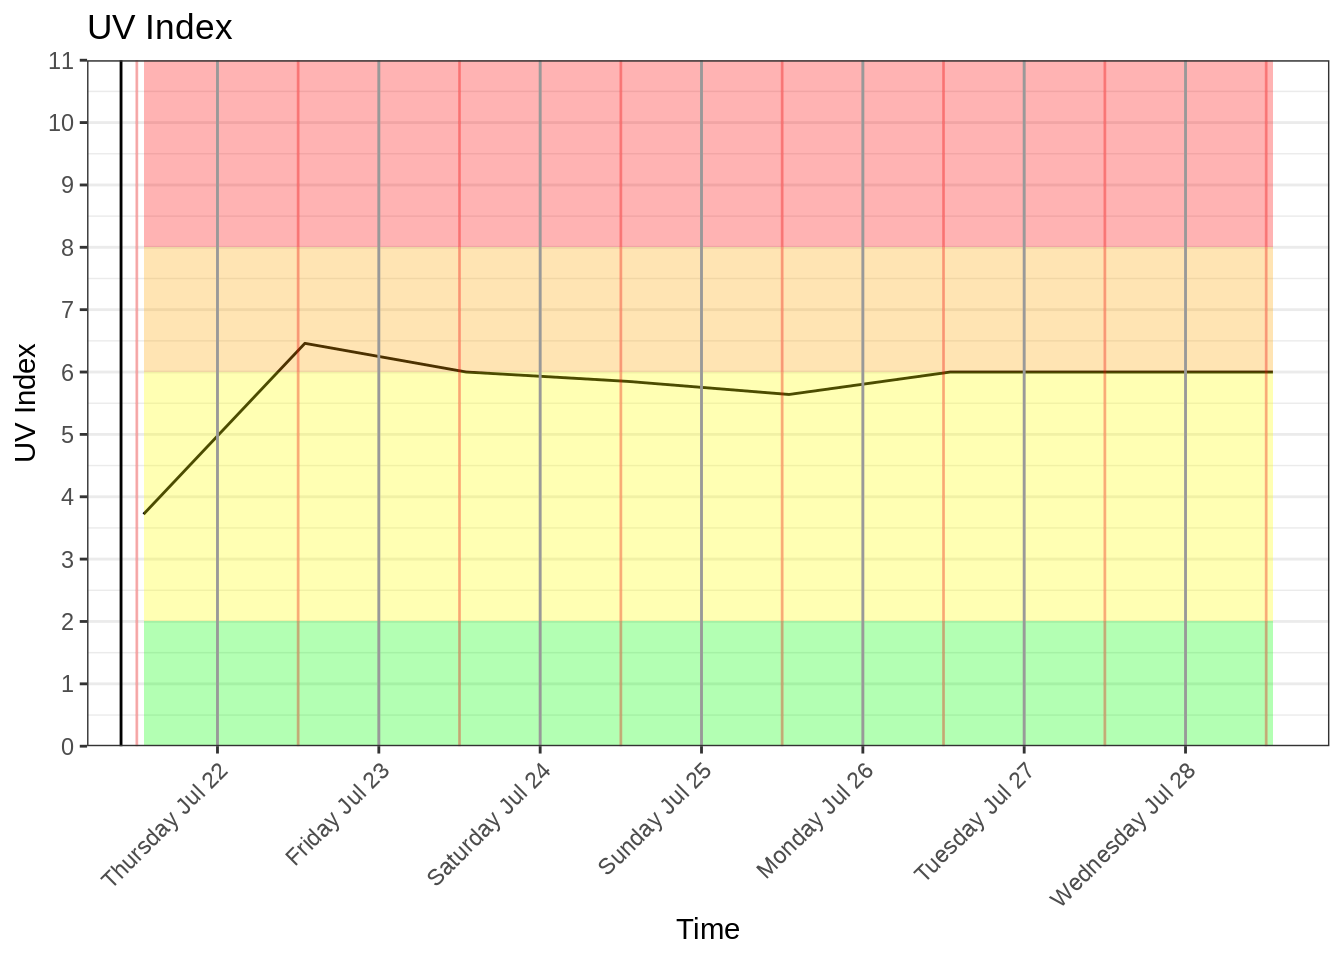 UV Index
11
10
9
8
7
6
5
4
3
2
1
0
UV Index
Thursday Jul 22
Friday Jul 23
Saturday Jul 24
Sunday Jul 25
Monday Jul 26
Tuesday Jul 27
Wednesday Jul 28
Time